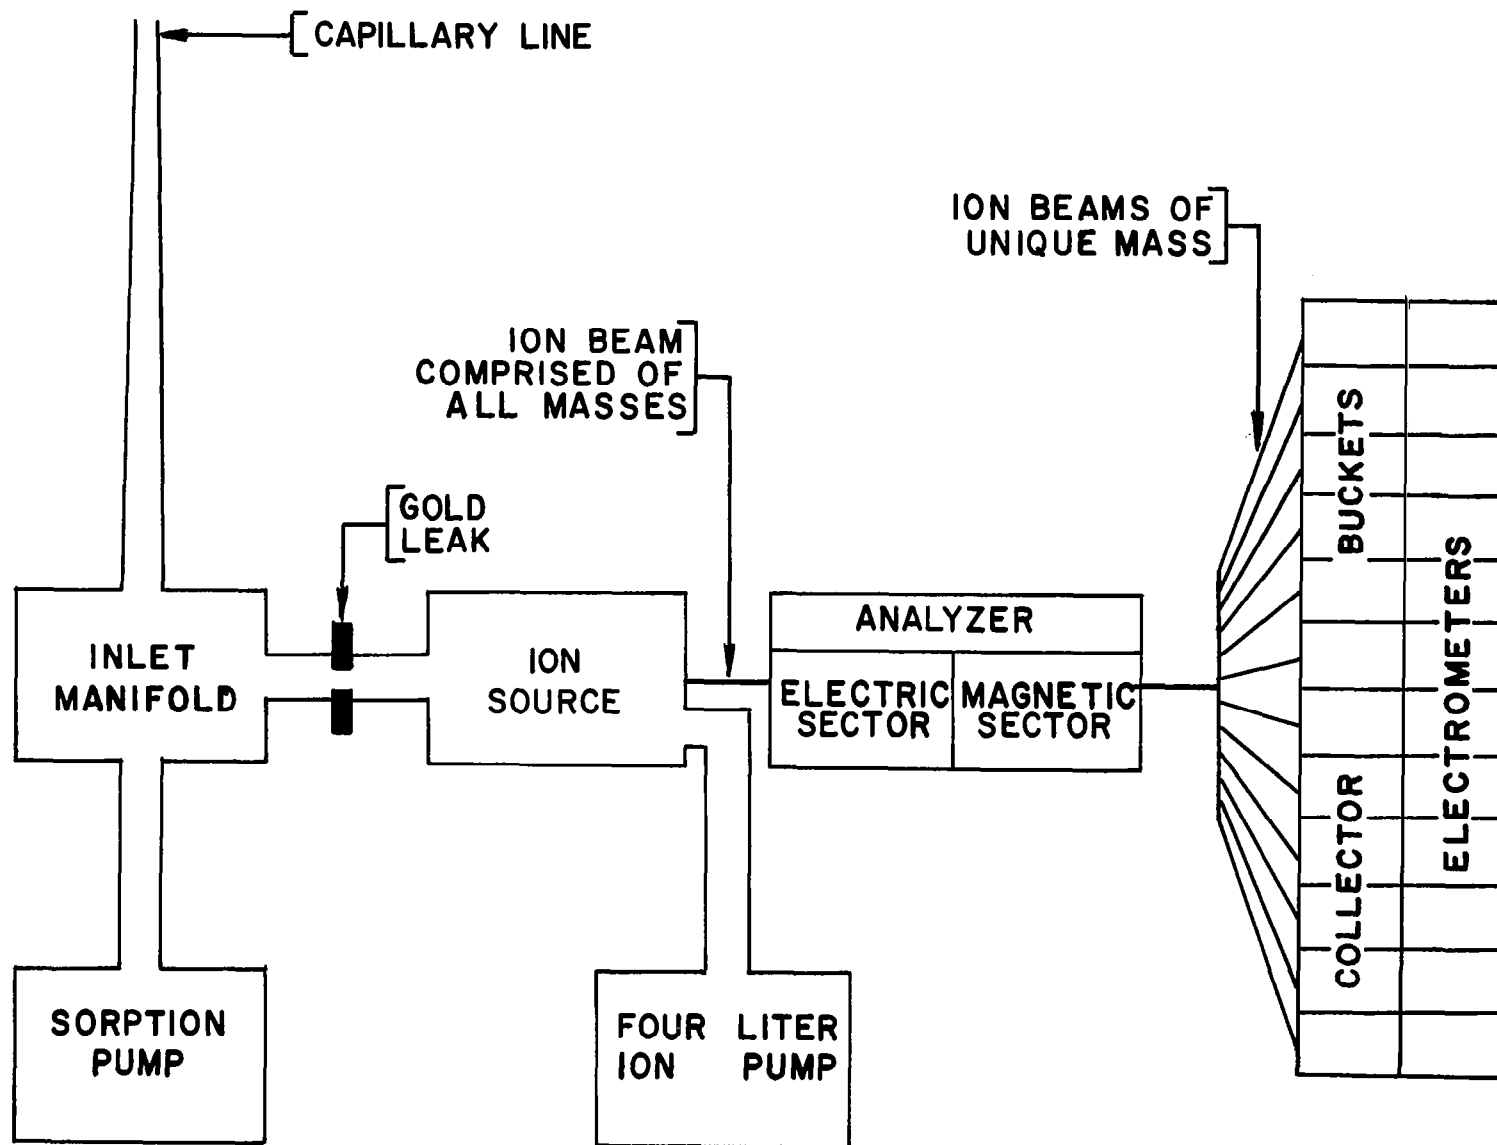 CAPILLARY LINE
ION BEAMS OF
UNIQUE MASS
ION BEAM
COMPRISED OF
ALL MASSES
GOLD
LEAK
INLET
MANIFOLD
ION
SOURCE
ANALYZER
ELECTRIC
SECTOR
MAGNETIC
SECTOR
COLLECTOR BUCKETS
ELECTROMETERS
SORPTION
PUMP
FOUR LITER
ION PUMP